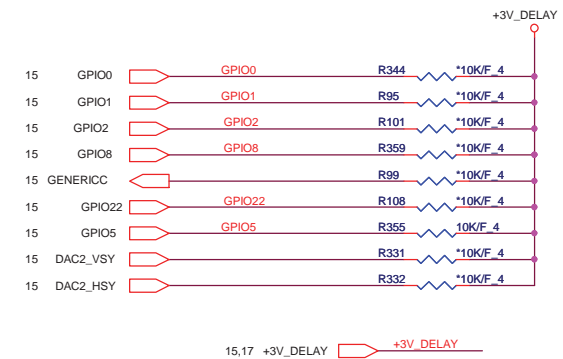 +3V_DELAY
15 GPIO0 GPIO0 R344 *10K/F_4
15 GPIO1 GPIO1 R95 *10K/F_4
15 GPIO2 GPIO2 R101 *10K/F_4
15 GPIO8 GPIO8 R359 *10K/F_4
15 GENERICC R99 *10K/F_4
15 GPIO22 GPIO22 R108 *10K/F_4
15 GPIO5 GPIO5 R355 10K/F_4
15 DAC2_VSY R331 *10K/F_4
15 DAC2_HSY R332 *10K/F_4
15,17 +3V_DELAY +3V_DELAY